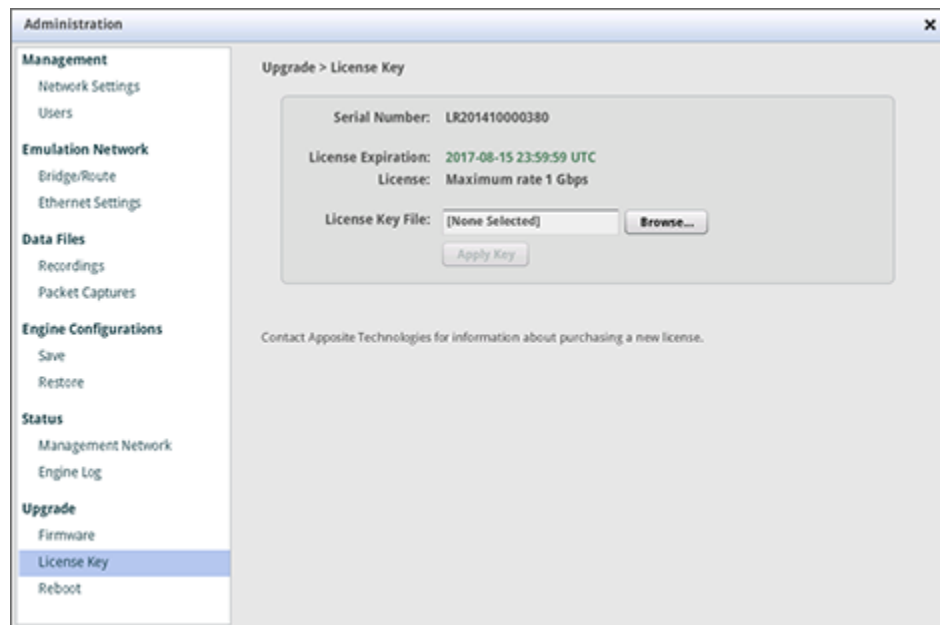 Administration
Management
Network Settings
Users
Emulation Network
Bridge/Route
Ethernet Settings
Data Files
Recordings
Packet Captures
Engine Configurations
Save
Restore
Status
Management Network
Engine Log
Upgrade
Firmware
License Key
Reboot
Upgrade > License Key
Serial Number: LR201410000380
License Expiration: 2017-08-15 23:59:59 UTC
License: Maximum rate 1 Gbps
License Key File: [None Selected] Browse...
Apply Key
Contact Apposite Technologies for information about purchasing a new license.